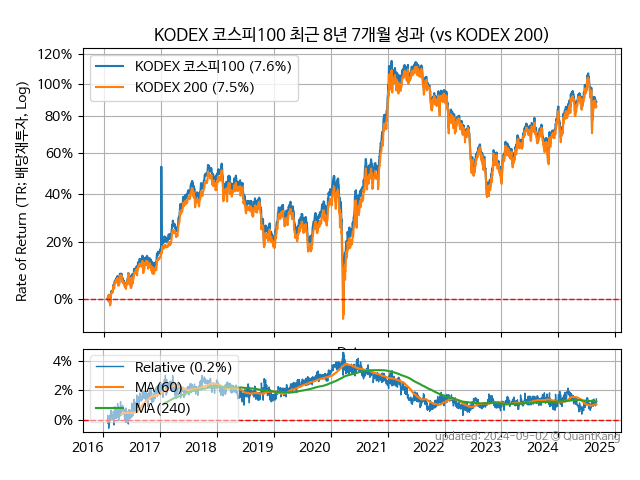 KODEX 코스피100 최근 8년 7개월 성과 (vs KODEX 200)
Rate of Return (TR: 배당재투자, Log)
120%
100%
80%
60%
40%
20%
0%
KODEX 코스피100 (7.6%)
KODEX 200 (7.5%)
4%
2%
0%
Relative (0.2%)
MA(60)
MA(240)
updated: 2024-09-02 © QuantKang
2016 2017 2018 2019 2020 2021 2022 2023 2024 2025